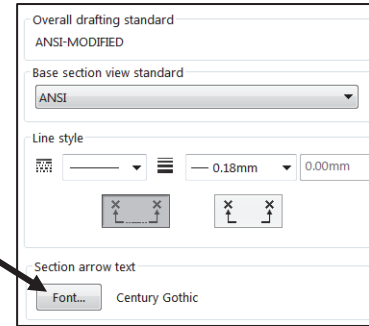 Overall drafting standard
ANSI-MODIFIED
Base section view standard
ANSI
Line style
0.18mm 0.00mm
Section arrow text
Font... Century Gothic